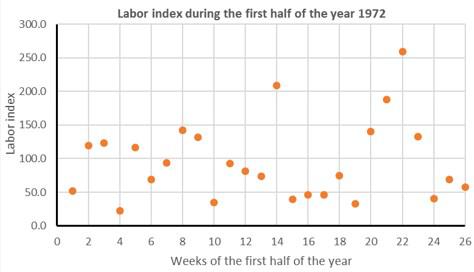 Labor index during the first half of the year 1972
300.0
250.0
200.0
150.0
100.0
50.0
0.0
Labor index
0 2 4 6 8 10 12 14 16 18 20 22 24 26
Weeks of the first half of the year